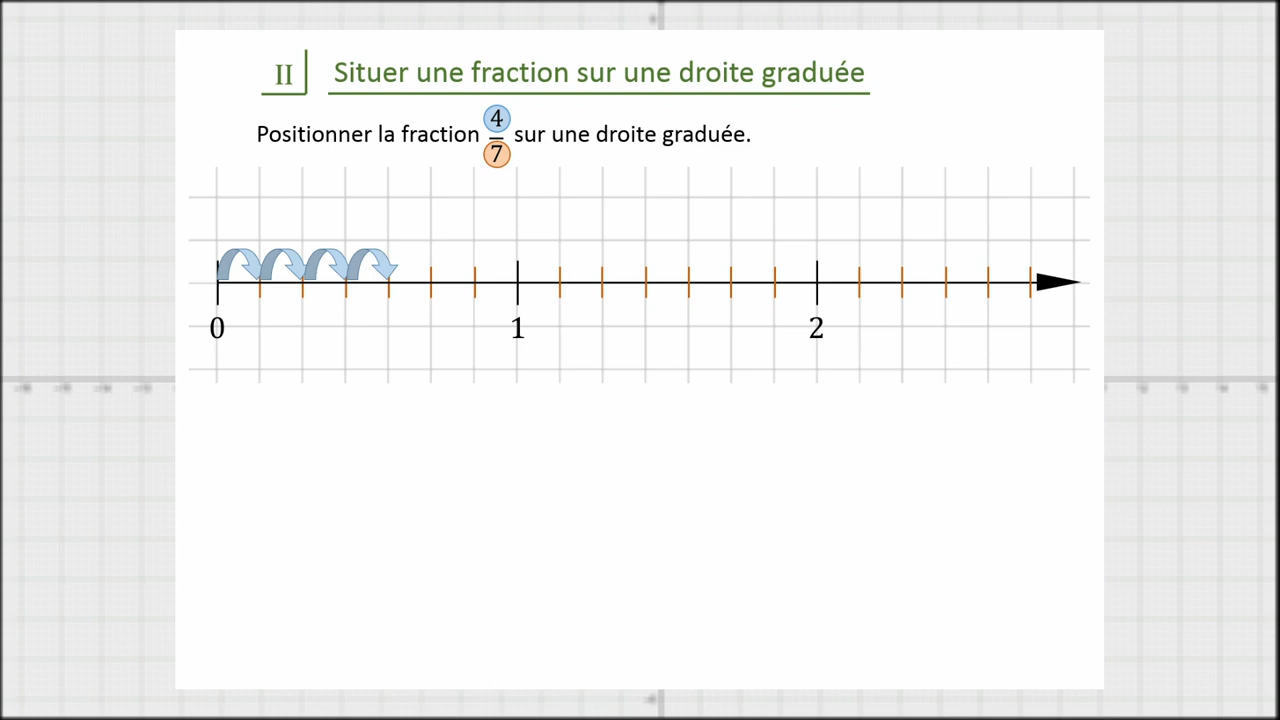 II Situer une fraction sur une droite graduée
Positionner la fraction 4/7 sur une droite graduée.
0 1 2